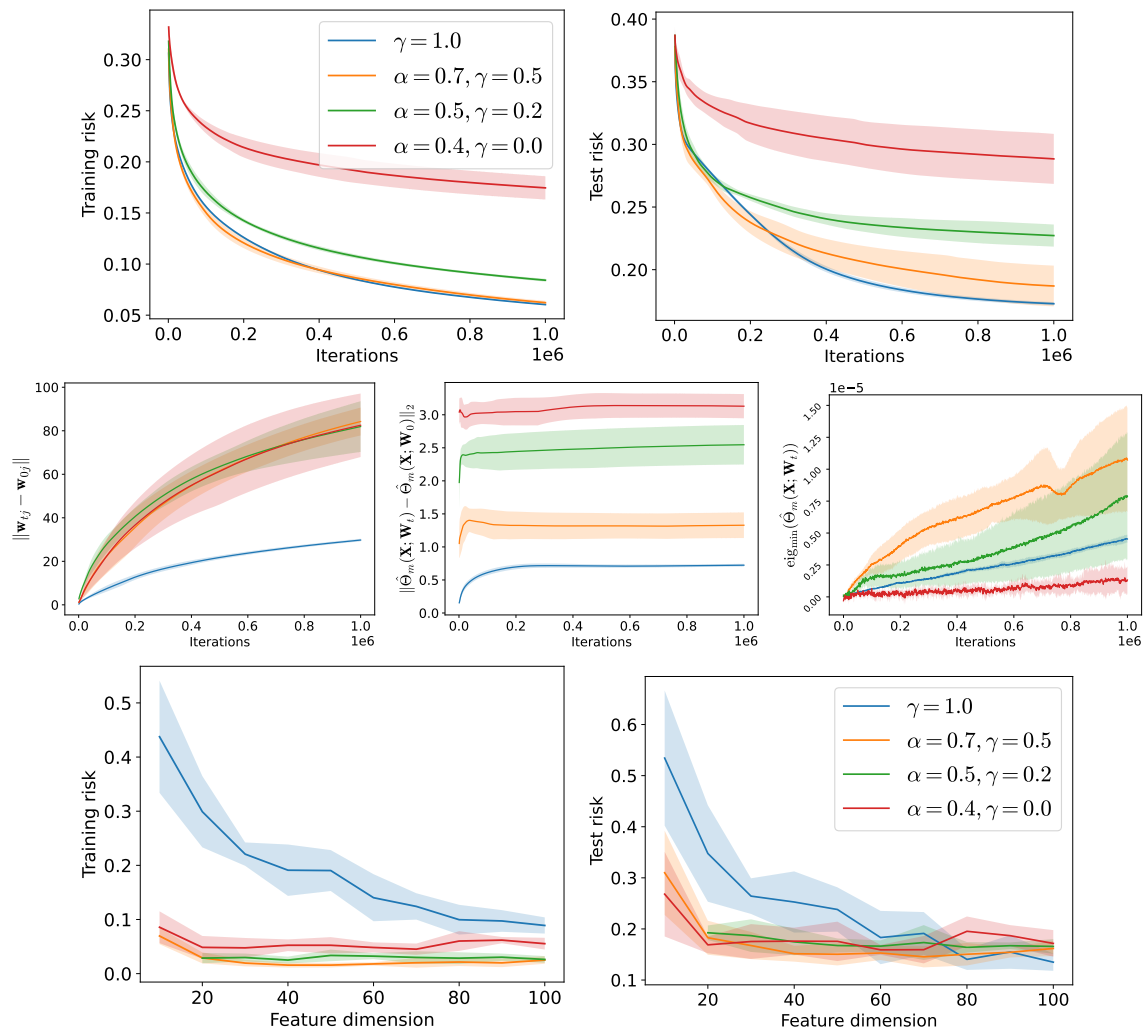 Training risk
0.30
0.25
0.20
0.15
0.10
0.05
γ = 1.0
α = 0.7, γ = 0.5
α = 0.5, γ = 0.2
α = 0.4, γ = 0.0
0.0 0.2 0.4 0.6 0.8 1.0
Iterations
1e6
Test risk
0.40
0.35
0.30
0.25
0.20
0.0 0.2 0.4 0.6 0.8 1.0
Iterations
1e6
||w_{tj} − w_{0j}||
100
80
60
40
20
0
0.0 0.2 0.4 0.6 0.8 1.0
Iterations
1e6
||Θ̂_m(X; W_t) − Θ̂_m(X; W_0)||_2
3.0
2.5
2.0
1.5
1.0
0.5
0.0
0.0 0.2 0.4 0.6 0.8 1.0
Iterations
1e6
eig_min(Θ̂_m(X; W_t))
1e−5
1.50
1.25
1.00
0.75
0.50
0.25
0.00
0.0 0.2 0.4 0.6 0.8 1.0
Iterations
1e6
Training risk
0.5
0.4
0.3
0.2
0.1
0.0
20 40 60 80 100
Feature dimension
Test risk
0.6
0.5
0.4
0.3
0.2
0.1
γ = 1.0
α = 0.7, γ = 0.5
α = 0.5, γ = 0.2
α = 0.4, γ = 0.0
20 40 60 80 100
Feature dimension